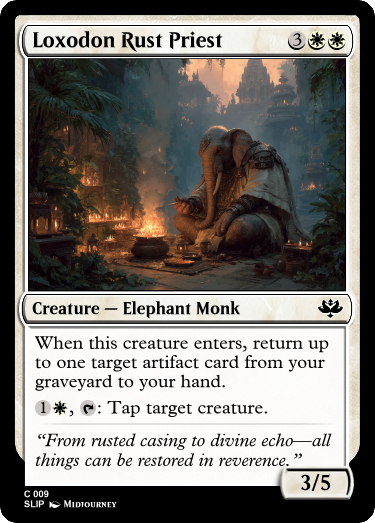 Loxodon Rust Priest 3
Creature — Elephant Monk
When this creature enters, return up
to one target artifact card from your
graveyard to your hand.
1, : Tap target creature.
“From rusted casing to divine echo—all
things can be restored in reverence.”
3/5
C 009
SLIP Midjourney